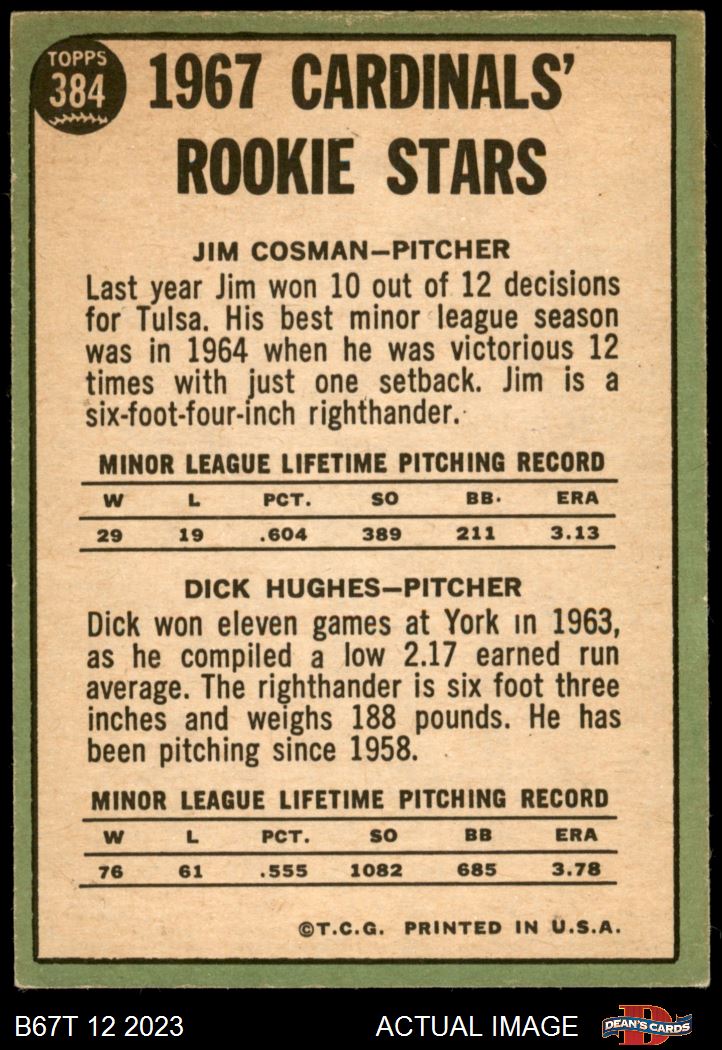 TOPPS
384
1967 CARDINALS'
ROOKIE STARS
JIM COSMAN—PITCHER
Last year Jim won 10 out of 12 decisions
for Tulsa. His best minor league season
was in 1964 when he was victorious 12
times with just one setback. Jim is a
six-foot-four-inch righthander.
MINOR LEAGUE LIFETIME PITCHING RECORD
W L PCT. SO BB. ERA
29 19 .604 389 211 3.13
DICK HUGHES—PITCHER
Dick won eleven games at York in 1963,
as he compiled a low 2.17 earned run
average. The righthander is six foot three
inches and weighs 188 pounds. He has
been pitching since 1958.
MINOR LEAGUE LIFETIME PITCHING RECORD
W L PCT. SO BB ERA
76 61 .555 1082 685 3.78
©T.C.G. PRINTED IN U.S.A.
B67T 12 2023 ACTUAL IMAGE D DEAN'S CARDS